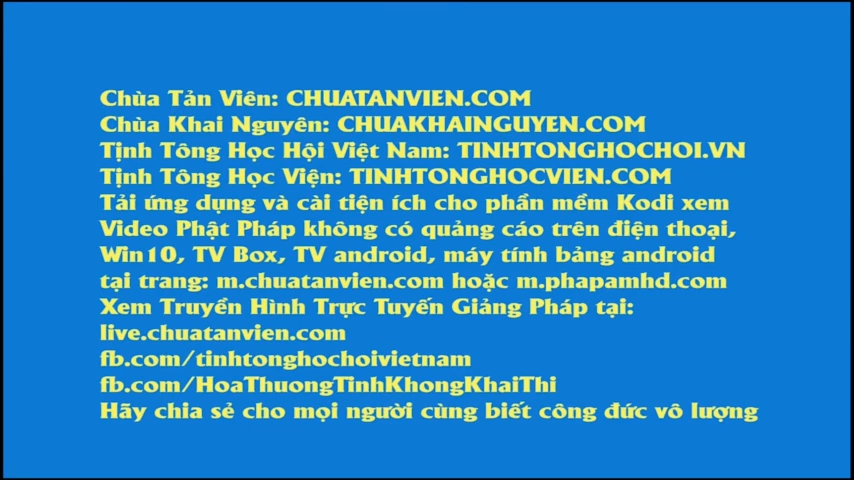 Chùa Tản Viên: CHUATANVIEN.COM
Chùa Khai Nguyên: CHUAKHAINGUYEN.COM
Tịnh Tông Học Hội Việt Nam: TINHTONGHOCHOI.VN
Tịnh Tông Học Viện: TINHTONGHOCVIEN.COM
Tải ứng dụng và cài tiện ích cho phần mềm Kodi xem
Video Phật Pháp không có quảng cáo trên điện thoại,
Win10, TV Box, TV android, máy tính bảng android
tại trang: m.chuatanvien.com hoặc m.phapamhd.com
Xem Truyền Hình Trực Tuyến Giảng Pháp tại:
live.chuatanvien.com
fb.com/tinhtonghochoivietnam
fb.com/HoaThuongTinhKhongKhaiThi
Hãy chia sẻ cho mọi người cùng biết công đức vô lượng